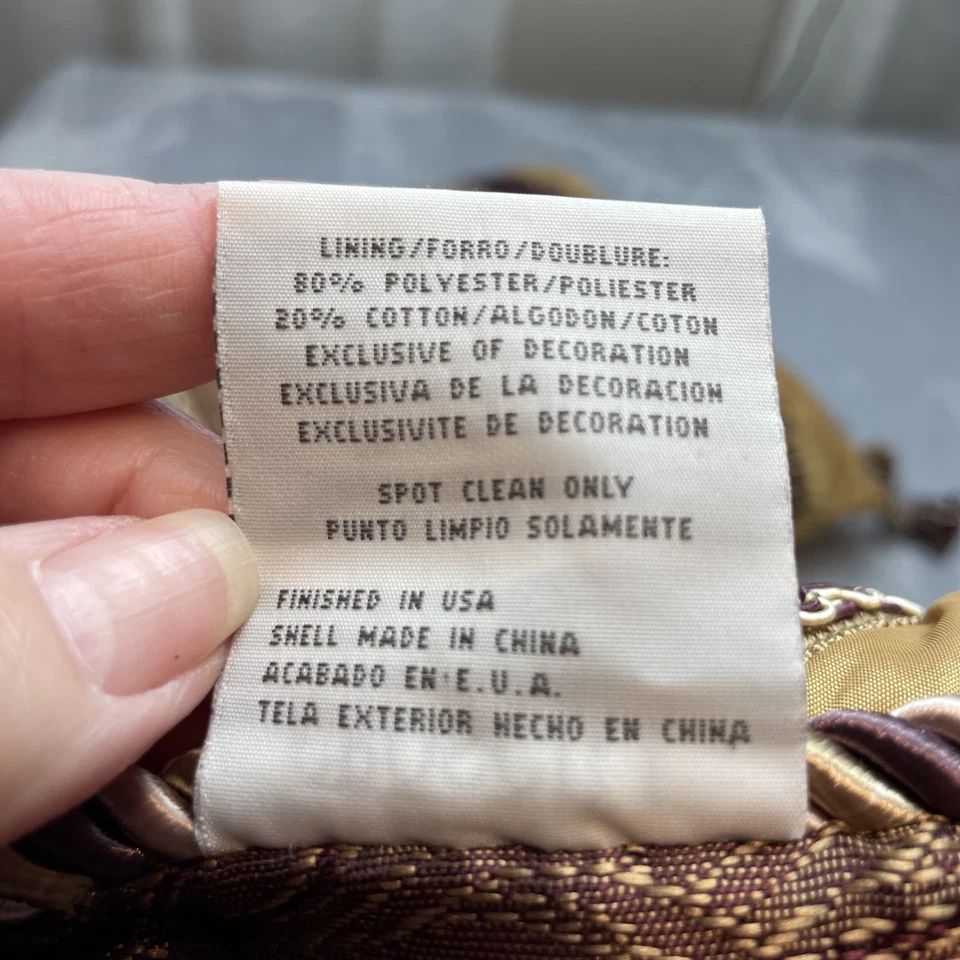 LINING/FORRO/DOUBLURE:
80% POLYESTER/POLIESTER
20% COTTON/ALGODON/COTON
EXCLUSIVE OF DECORATION
EXCLUSIVA DE LA DECORACION
EXCLUSIVITE DE DECORATION
SPOT CLEAN ONLY
PUNTO LIMPIO SOLAMENTE
FINISHED IN USA
SHELL MADE IN CHINA
ACABADO EN E.U.A.
TELA EXTERIOR HECHO EN CHINA